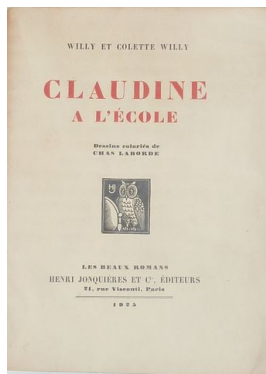 WILLY ET COLETTE WILLY
CLAUDINE
A L'ÉCOLE
Dessins coloriés de
CHAS LABORDE
LES BEAUX ROMANS
HENRI JONQUIÈRES ET Cⁱᵉ, ÉDITEURS
21, rue Visconti, Paris
1925